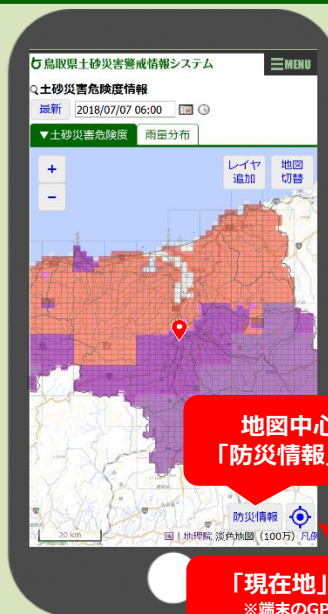 鳥取県土砂災害警戒情報システム
MENU
土砂災害危険度情報
最新 2018/07/07 06:00
▼土砂災害危険度 雨量分布
+
−
レイヤ
追加
地図
切替
地図中心
「防災情報
防災情報
20 km
地理院 淡色地図（100万）凡例
「現在地」
※端末のGP